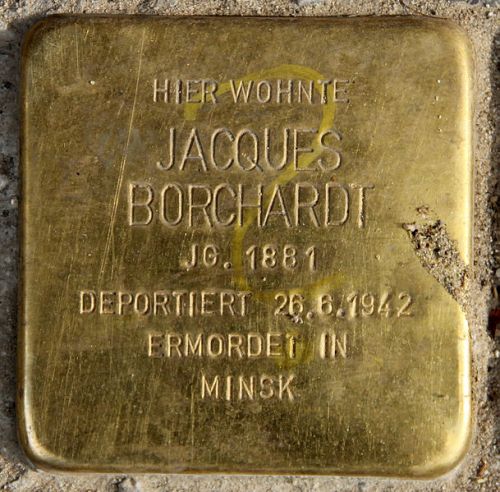 HIER WOHNTE
JACQUES
BORCHARDT
JG. 1881
DEPORTIERT 26.6.1942
ERMORDET IN
MINSK